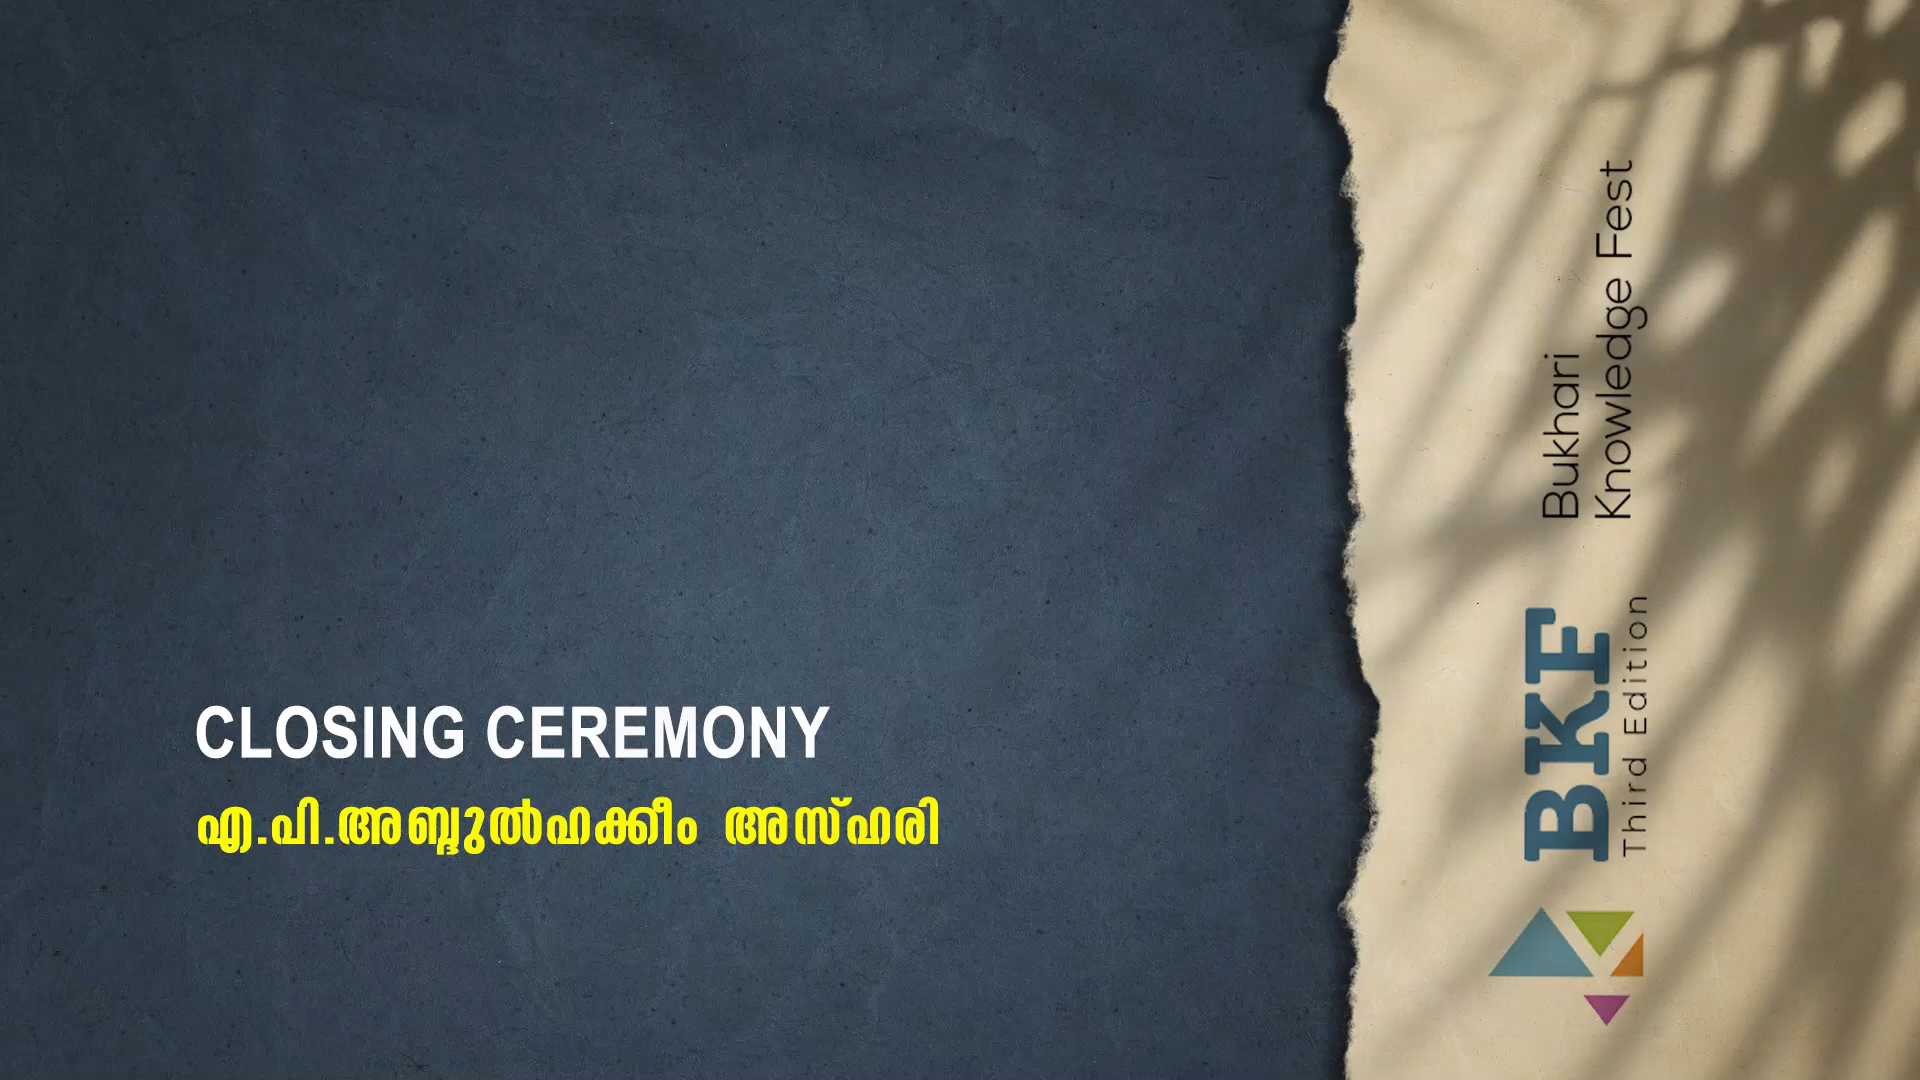 CLOSING CEREMONY
എ.പി.അബ്ദുൽഹക്കീം അസ്ഹരി
BKF
Third Edition
Bukhari
Knowledge Fest